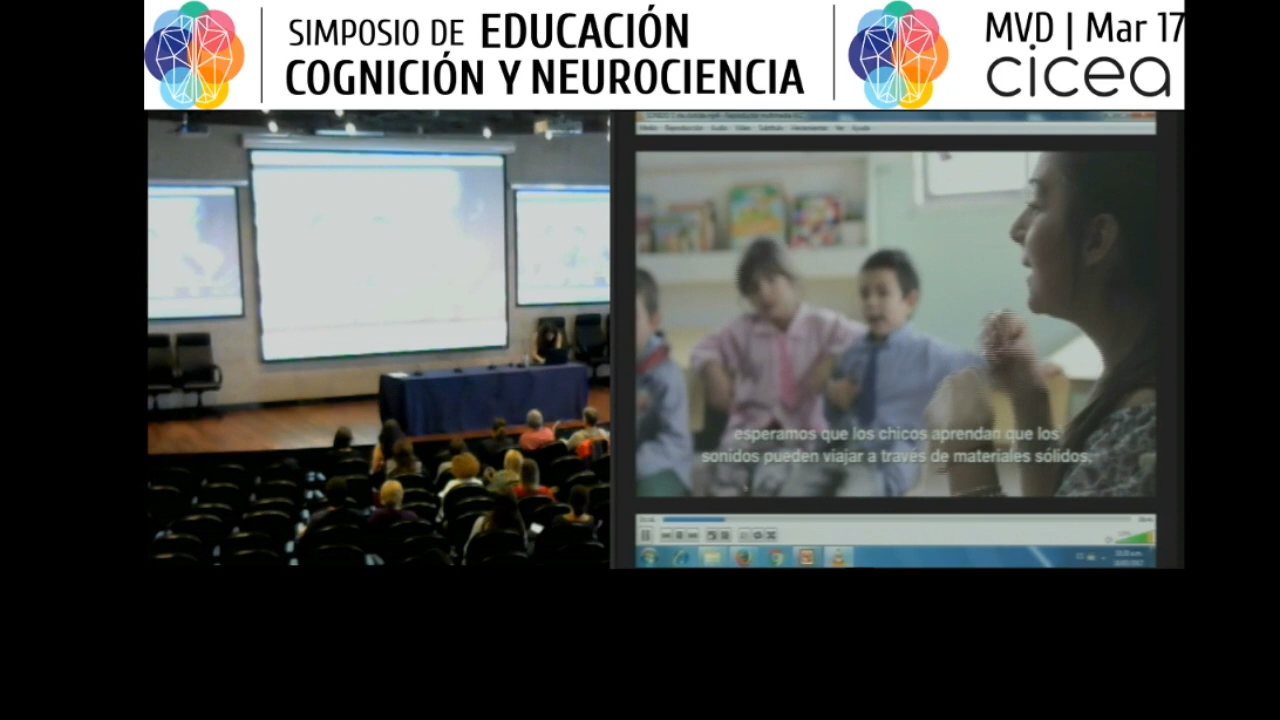 SIMPOSIO DE EDUCACIÓN
COGNICIÓN Y NEUROCIENCIA
MVD | Mar 17
cicea
esperamos que los chicos aprendan que los
sonidos pueden viajar a través de materiales sólidos.